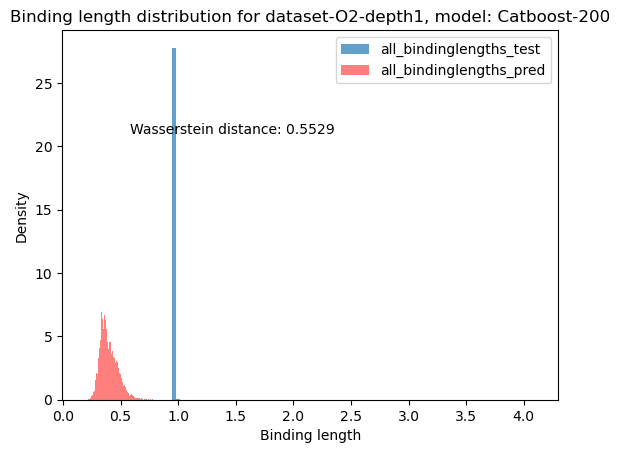 Binding length distribution for dataset-O2-depth1, model: Catboost-200
all_bindinglengths_test
all_bindinglengths_pred
Wasserstein distance: 0.5529
Density
25
20
15
10
5
0
0.0 0.5 1.0 1.5 2.0 2.5 3.0 3.5 4.0
Binding length